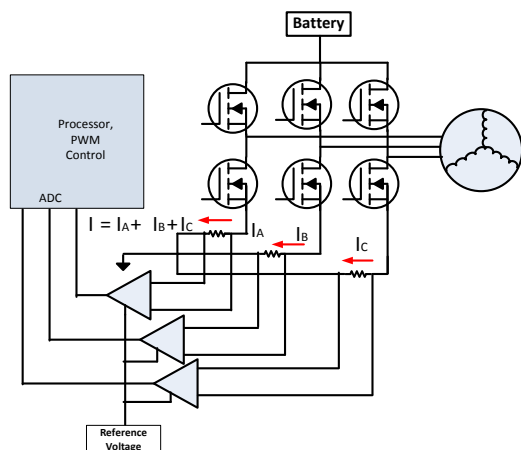 Battery
Processor,
PWM
Control
ADC
I = IA+ IB+IC
IA
IB
IC
Reference
Voltage